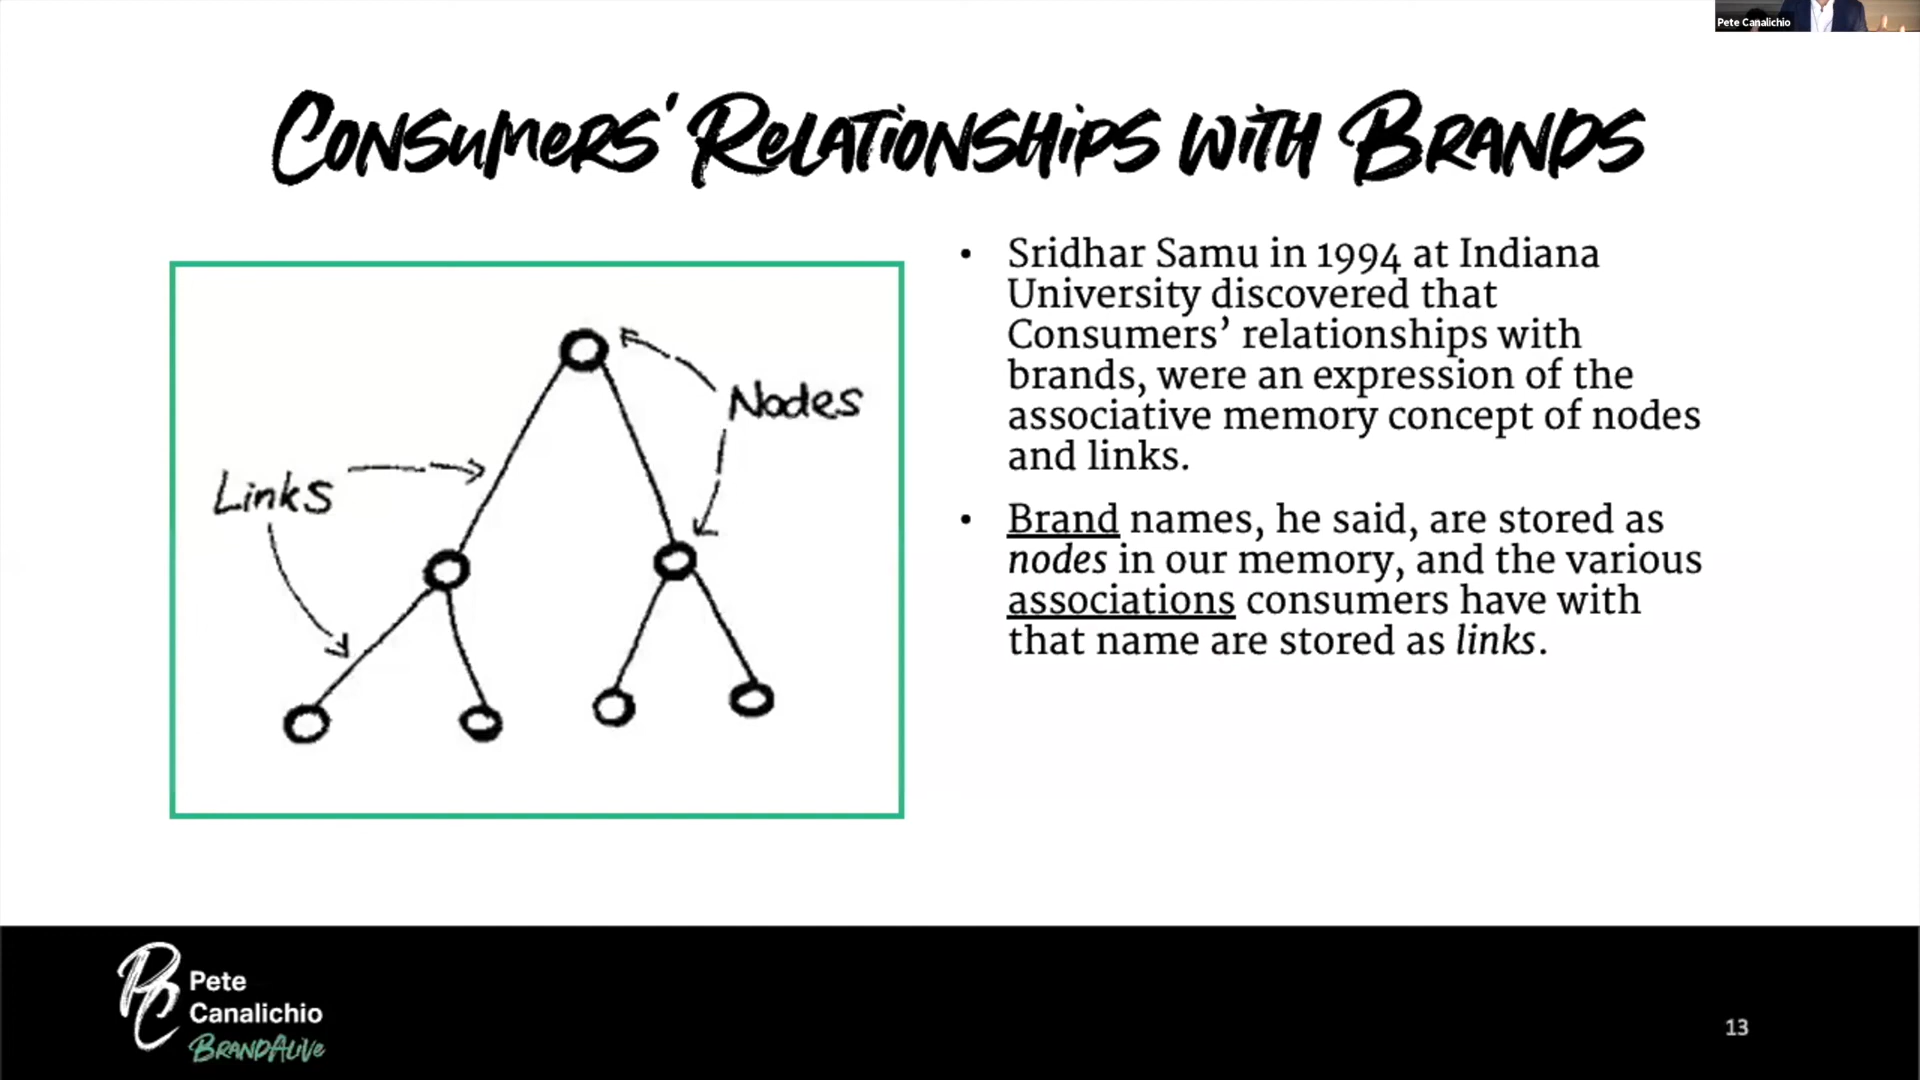 Pete Canalichio
Consumers' Relationships with Brands
Nodes
Links
• Sridhar Samu in 1994 at Indiana
University discovered that
Consumers’ relationships with
brands, were an expression of the
associative memory concept of nodes
and links.
• Brand names, he said, are stored as
nodes in our memory, and the various
associations consumers have with
that name are stored as links.
PC
Pete
Canalichio
BrandAlive
13